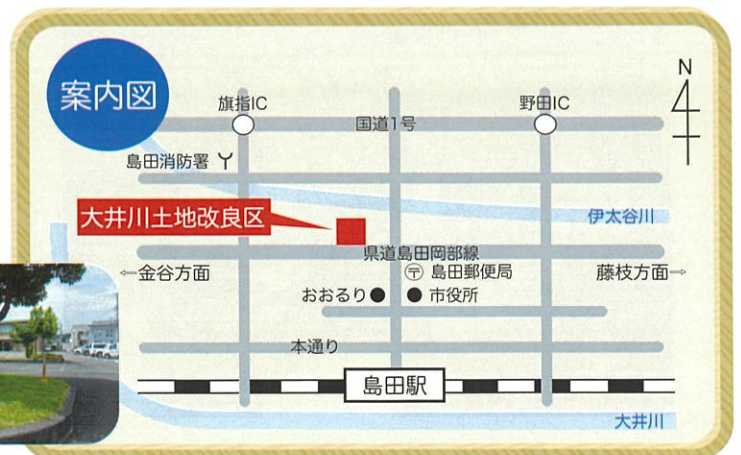 案内図
N
旗指IC
野田IC
国道1号
島田消防署
伊太谷川
大井川土地改良区
県道島田岡部線
←金谷方面
〒島田郵便局
藤枝方面→
おおるり●
●市役所
本通り
島田駅
大井川